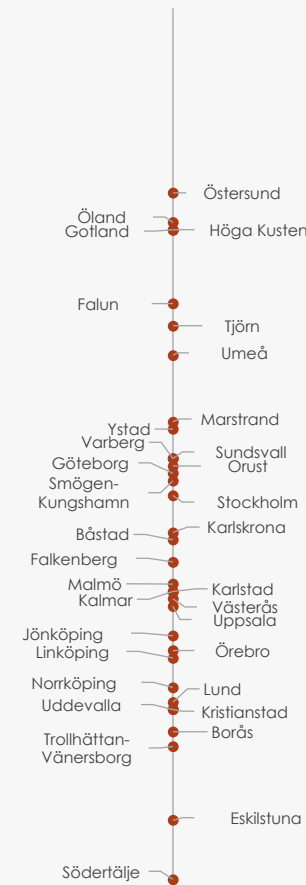 Östersund
Öland
Gotland
Höga Kusten
Falun
Tjörn
Umeå
Marstrand
Ystad
Varberg
Sundsvall
Göteborg
Orust
Smögen-
Kungshamn
Stockholm
Karlskrona
Båstad
Falkenberg
Malmö
Karlstad
Kalmar
Västerås
Uppsala
Jönköping
Örebro
Linköping
Norrköping
Lund
Uddevalla
Kristianstad
Borås
Trollhättan-
Vänersborg
Eskilstuna
Södertälje